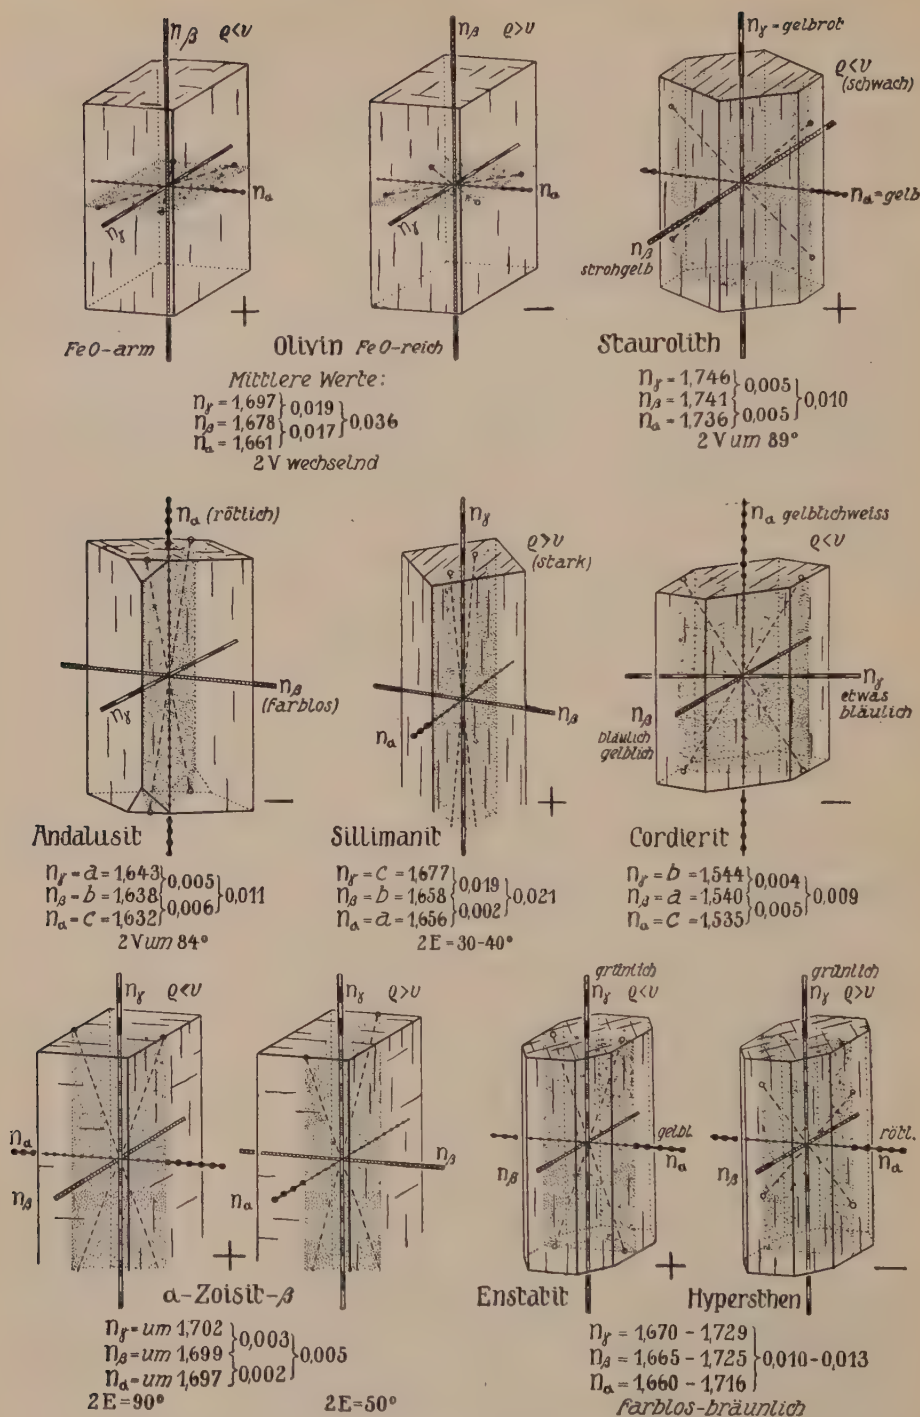 nβ ϱ<υ
nα
nγ
+
FeO-arm
nβ ϱ>υ
nα
nγ
−
Olivin FeO-reich
Mittlere Werte:
nγ = 1,697
nβ = 1,678
nα = 1,661
0,019
0,017
0,036
2V wechselnd
nγ = gelbrot
ϱ<υ
(schwach)
nα = gelb
nβ
strohgelb
+
Staurolith
nγ = 1,746
nβ = 1,741
nα = 1,736
0,005
0,005
0,010
2V um 89°
nα (rötlich)
nβ
(farblos)
nγ
−
Andalusit
nγ = a = 1,643
nβ = b = 1,638
nα = c = 1,632
0,005
0,006
0,011
2V um 84°
nγ
ϱ>υ
(stark)
nβ
nα
+
Sillimanit
nγ = c = 1,677
nβ = b = 1,658
nα = a = 1,656
0,019
0,002
0,021
2E = 30-40°
nα gelblichweiss
ϱ<υ
nγ
etwas
bläulich
nβ
bläulich
gelblich
−
Cordierit
nγ = b = 1,544
nβ = a = 1,540
nα = c = 1,535
0,004
0,005
0,009
nγ ϱ<υ
nα
nβ
+
nγ ϱ>υ
nβ
nα
α-Zoisit-β
nγ = um 1,702
nβ = um 1,699
nα = um 1,697
0,003
0,002
0,005
2E = 90°
2E = 50°
grünlich
nγ ϱ<υ
gelbl.
nα
nβ
+
Enstatit
grünlich
nγ ϱ>υ
rötl.
nα
nβ
−
Hypersthen
nγ = 1,670 - 1,729
nβ = 1,665 - 1,725
nα = 1,660 - 1,716
0,010-0,013
farblos-bräunlich